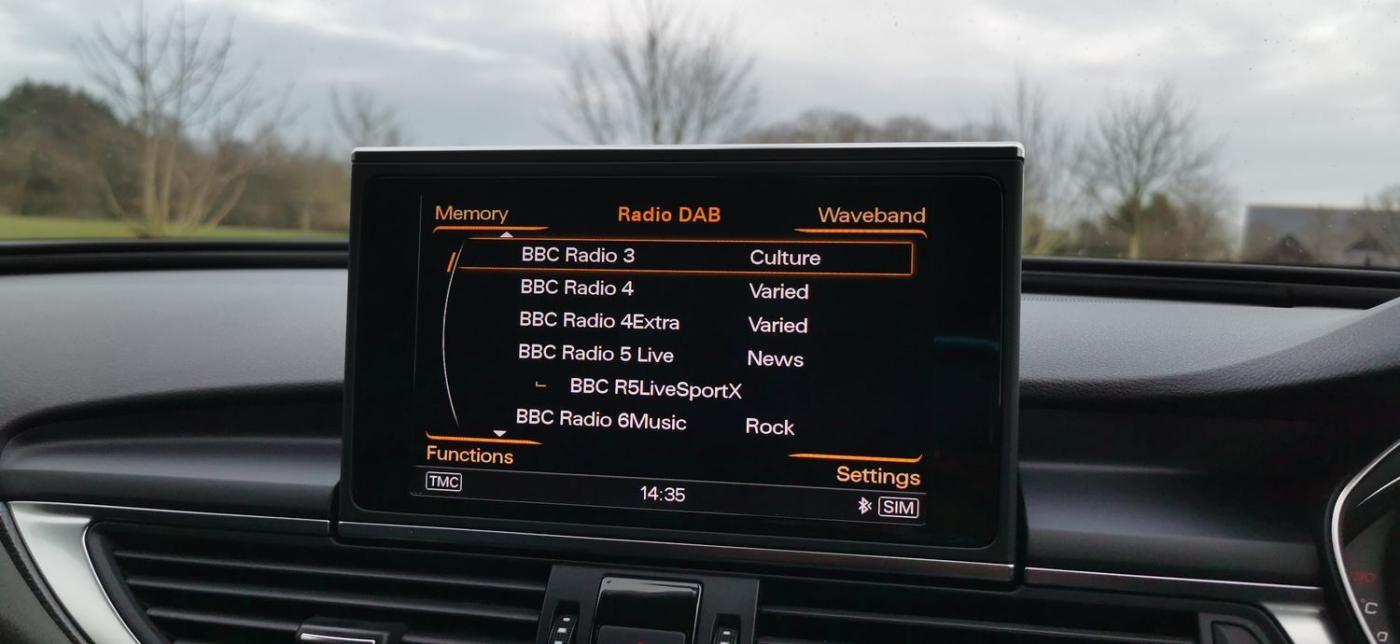 Memory Radio DAB Waveband
BBC Radio 3 Culture
BBC Radio 4 Varied
BBC Radio 4Extra Varied
BBC Radio 5 Live News
BBC R5LiveSportX
BBC Radio 6Music Rock
Functions Settings
TMC 14:35 SIM
°C